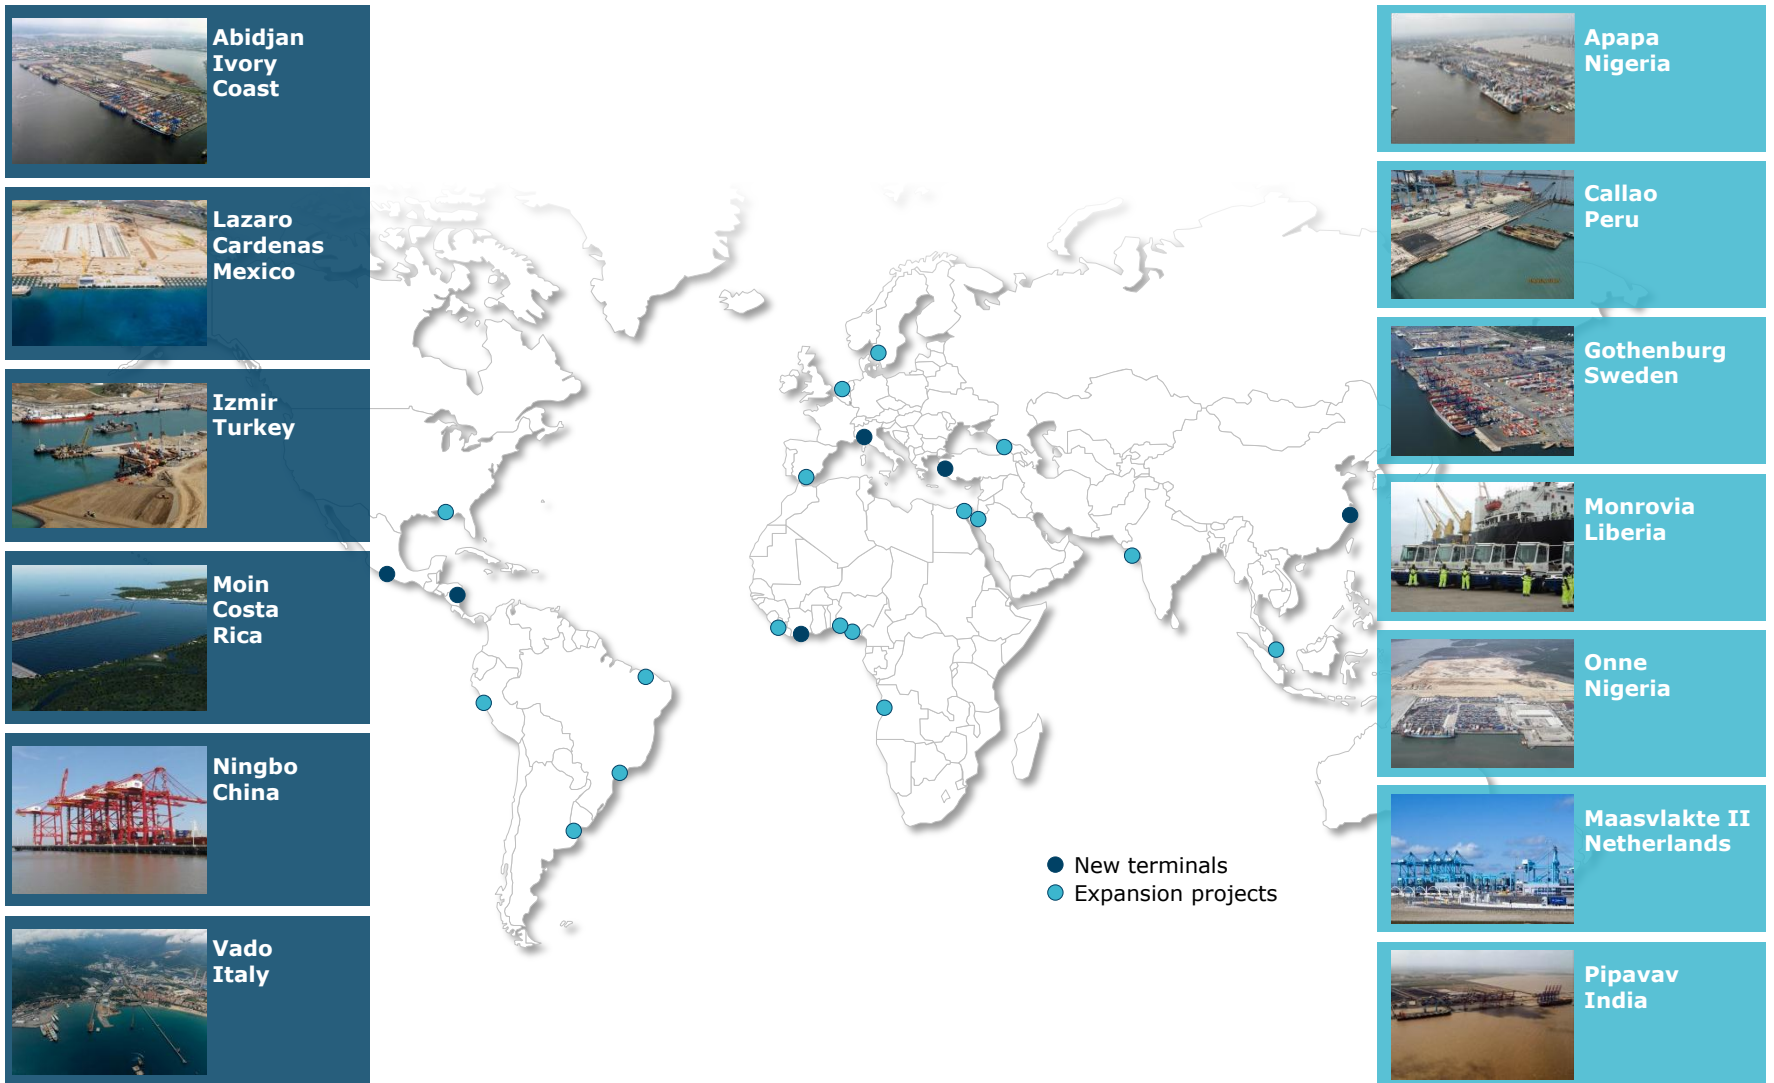 Abidjan
Ivory
Coast
Lazaro
Cardenas
Mexico
Izmir
Turkey
Moin
Costa
Rica
Ningbo
China
Vado
Italy
New terminals
Expansion projects
Apapa
Nigeria
Callao
Peru
Gothenburg
Sweden
Monrovia
Liberia
Onne
Nigeria
Maasvlakte II
Netherlands
Pipavav
India